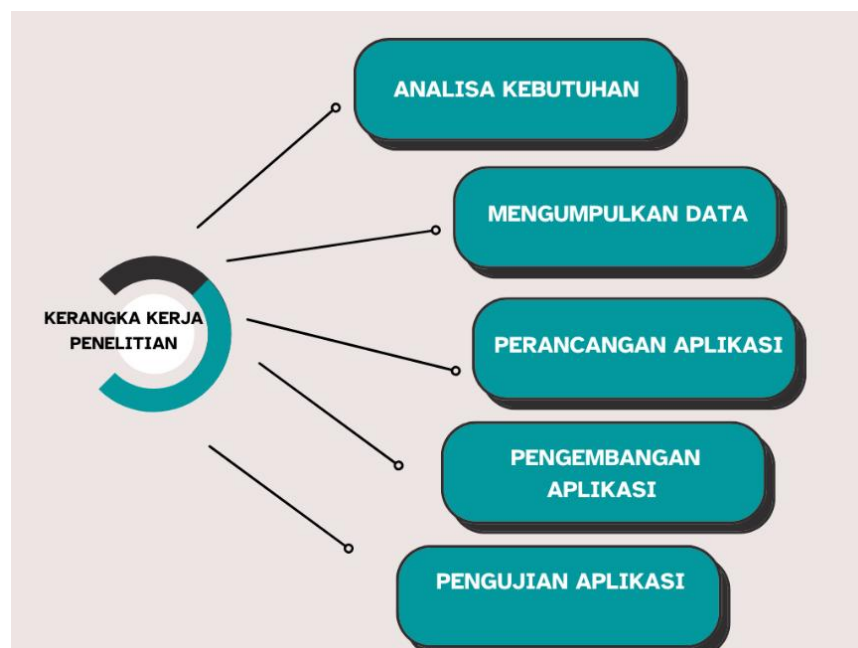 ANALISA KEBUTUHAN
MENGUMPULKAN DATA
KERANGKA KERJA
PENELITIAN
PERANCANGAN APLIKASI
PENGEMBANGAN
APLIKASI
PENGUJIAN APLIKASI